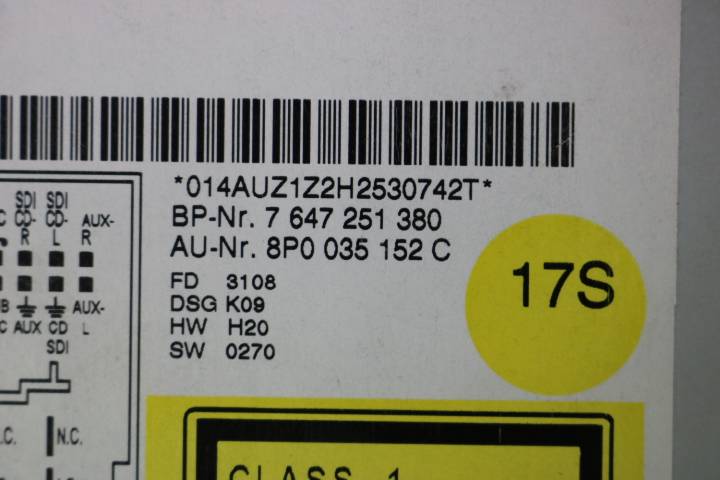 *014AUZ1Z2H2530742T*
BP-Nr. 7 647 251 380
AU-Nr. 8P0 035 152 C
FD 3108
DSG K09
HW H20
SW 0270
17S
SDI SDI
CD- CD- AUX-
R L R
AUX-
C AUX CD L
SDI
.C. N.C.
CLASS 1